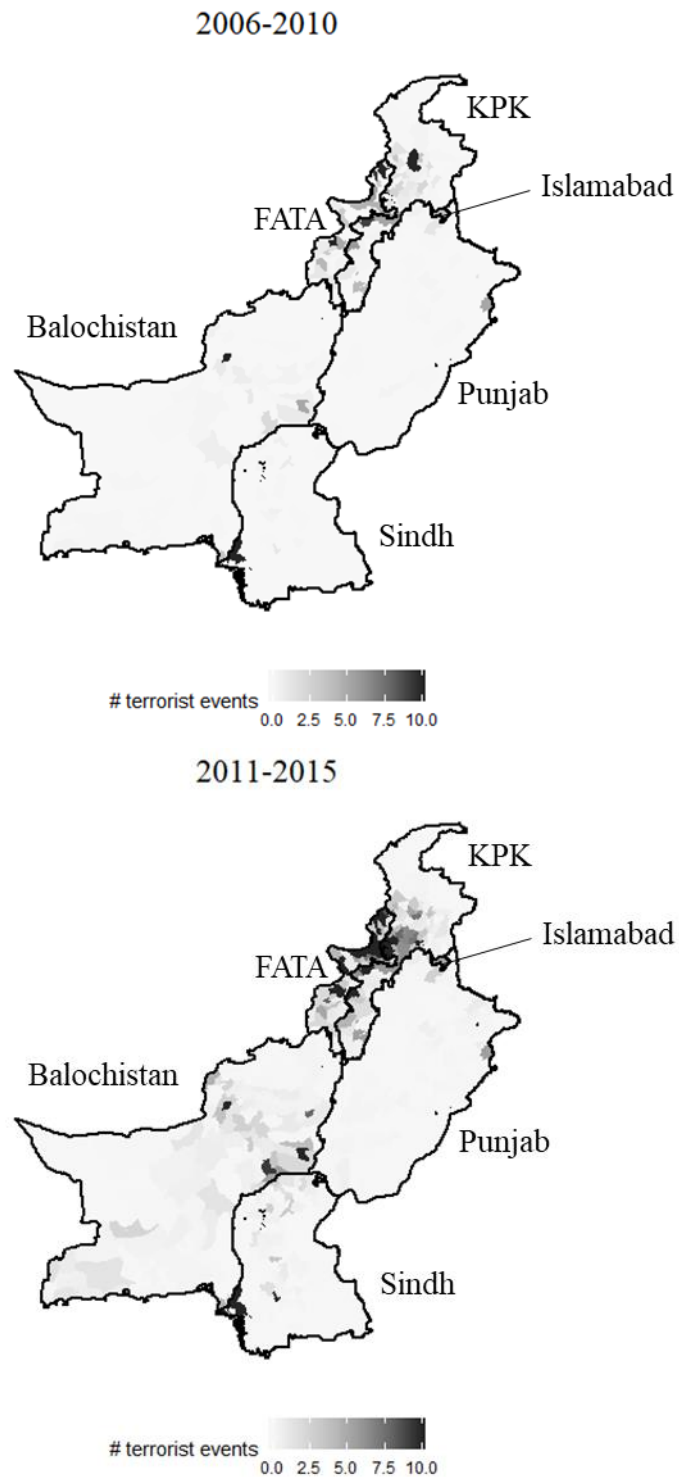 2006-2010
KPK
Islamabad
FATA
Balochistan
Punjab
Sindh
# terrorist events
0.0 2.5 5.0 7.5 10.0
2011-2015
KPK
Islamabad
FATA
Balochistan
Punjab
Sindh
# terrorist events
0.0 2.5 5.0 7.5 10.0